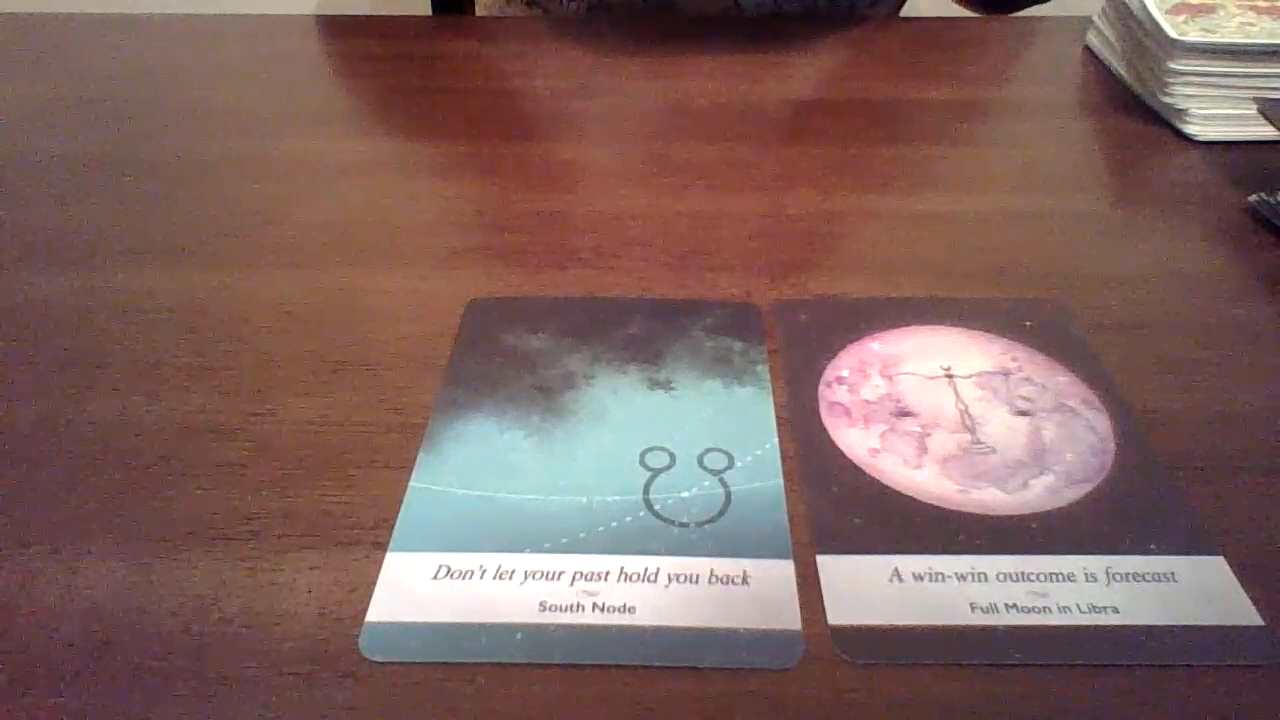 Don't let your past hold you back
South Node
A win-win outcome is forecast
Full Moon in Libra